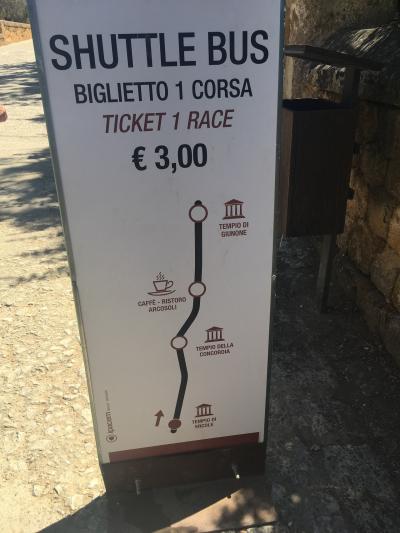 SHUTTLE BUS
BIGLIETTO 1 CORSA
TICKET 1 RACE
€ 3,00
TEMPIO DI
GIUNONE
CAFFÈ - RISTORO
ARCOSOLI
TEMPIO DELLA
CONCORDIA
TEMPIO DI
ERCOLE